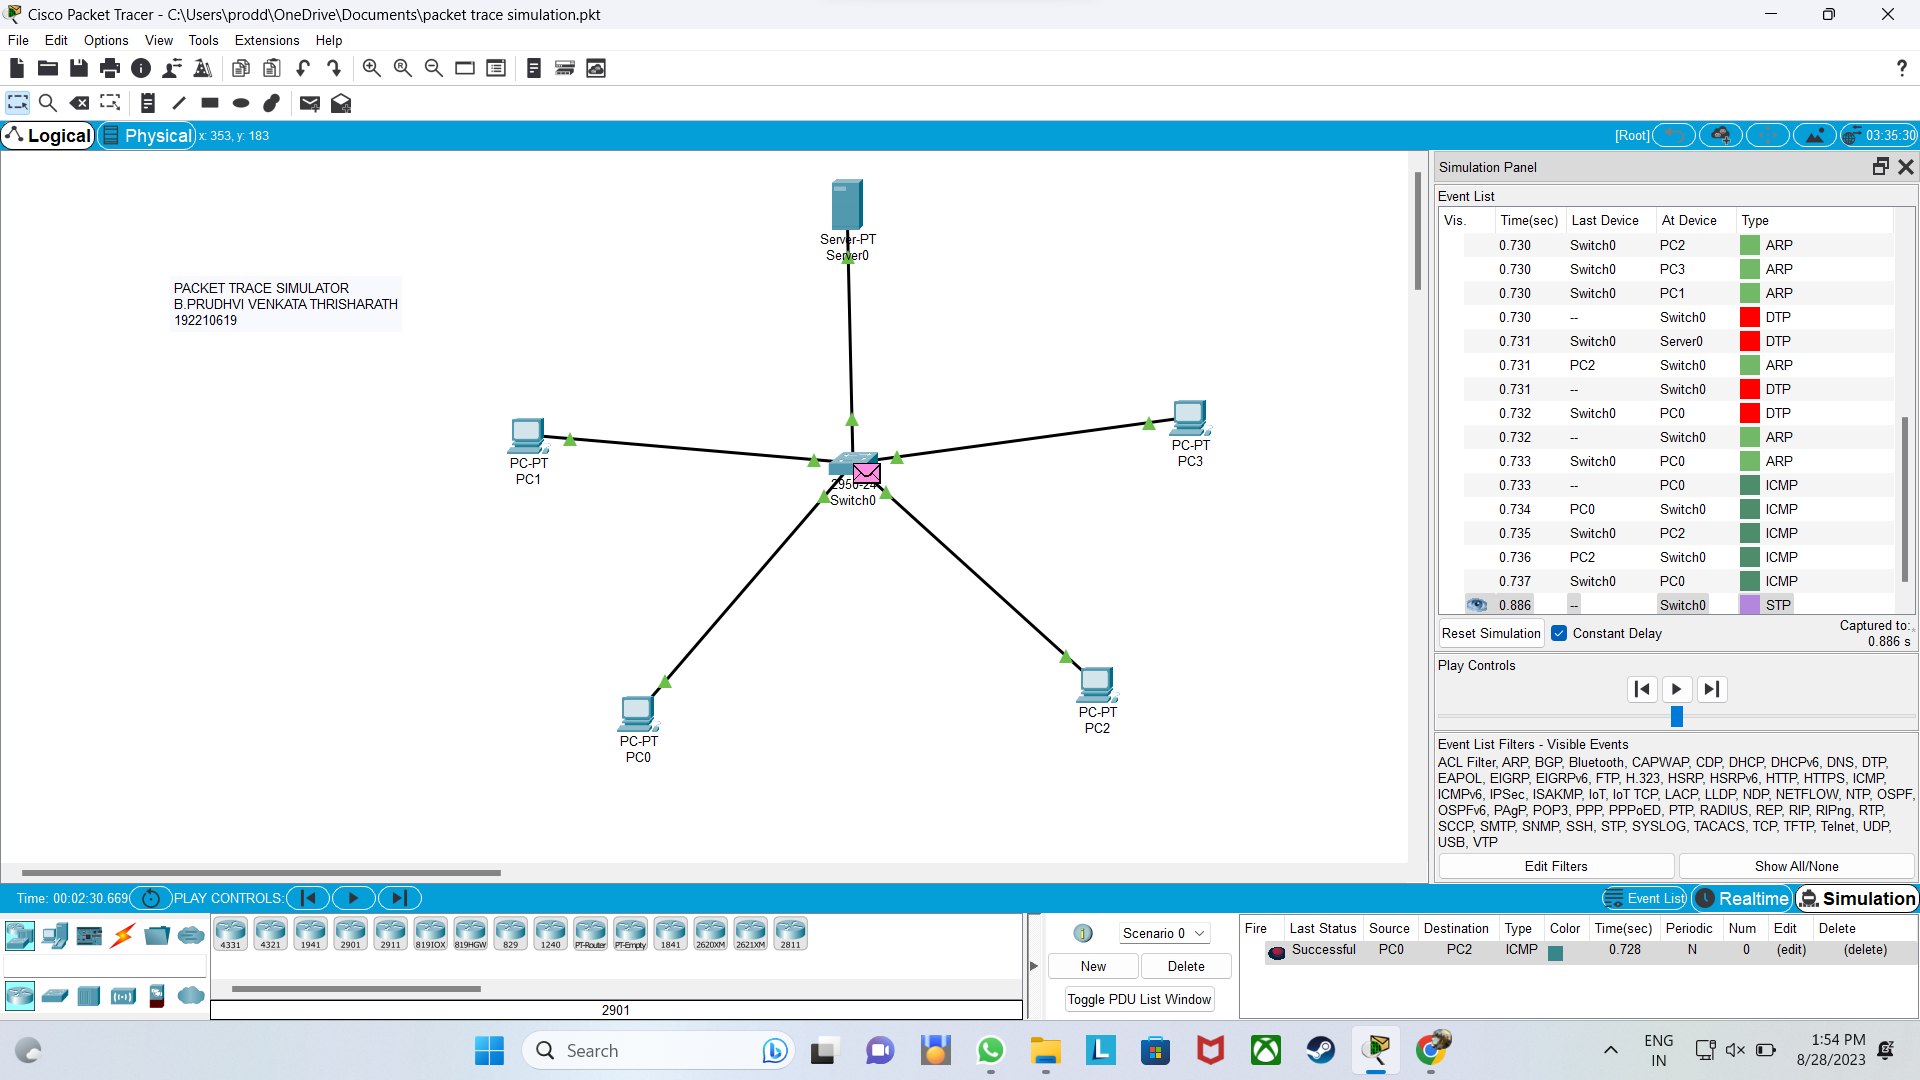 Cisco Packet Tracer - C:\Users\prodd\OneDrive\Documents\packet trace simulation.pkt
File Edit Options View Tools Extensions Help
?
Logical Physical x: 353, y: 183 [Root] 03:35:30
PACKET TRACE SIMULATOR
B.PRUDHVI VENKATA THRISHARATH
192210619
Server-PT
Server0
PC-PT
PC1
PC-PT
PC3
2950-24
Switch0
PC-PT
PC0
PC-PT
PC2
Simulation Panel
Event List
Vis. Time(sec) Last Device At Device Type
0.730 Switch0 PC2 ARP
0.730 Switch0 PC3 ARP
0.730 Switch0 PC1 ARP
0.730 -- Switch0 DTP
0.731 Switch0 Server0 DTP
0.731 PC2 Switch0 ARP
0.731 -- Switch0 DTP
0.732 Switch0 PC0 DTP
0.732 -- Switch0 ARP
0.733 Switch0 PC0 ARP
0.733 -- PC0 ICMP
0.734 PC0 Switch0 ICMP
0.735 Switch0 PC2 ICMP
0.736 PC2 Switch0 ICMP
0.737 Switch0 PC0 ICMP
0.886 -- Switch0 STP
Reset Simulation Constant Delay Captured to:
0.886 s
Play Controls
Event List Filters - Visible Events
ACL Filter, ARP, BGP, Bluetooth, CAPWAP, CDP, DHCP, DHCPv6, DNS, DTP,
EAPOL, EIGRP, EIGRPv6, FTP, H.323, HSRP, HSRPv6, HTTP, HTTPS, ICMP,
ICMPv6, IPSec, ISAKMP, IoT, IoT TCP, LACP, LLDP, NDP, NETFLOW, NTP, OSPF,
OSPFv6, PAgP, POP3, PPP, PPPoED, PTP, RADIUS, REP, RIP, RIPng, RTP,
SCCP, SMTP, SNMP, SSH, STP, SYSLOG, TACACS, TCP, TFTP, Telnet, UDP,
USB, VTP
Edit Filters Show All/None
Time: 00:02:30.669 PLAY CONTROLS: Event List Realtime Simulation
4331 4321 1941 2901 2911 819IOX 819HGW 829 1240 PT-Router PT-Empty 1841 2620XM 2621XM 2811
2901
1 Scenario 0
New Delete
Toggle PDU List Window
Fire Last Status Source Destination Type Color Time(sec) Periodic Num Edit Delete
Successful PC0 PC2 ICMP 0.728 N 0 (edit) (delete)
Search
L
ENG
IN
1:54 PM
8/28/2023